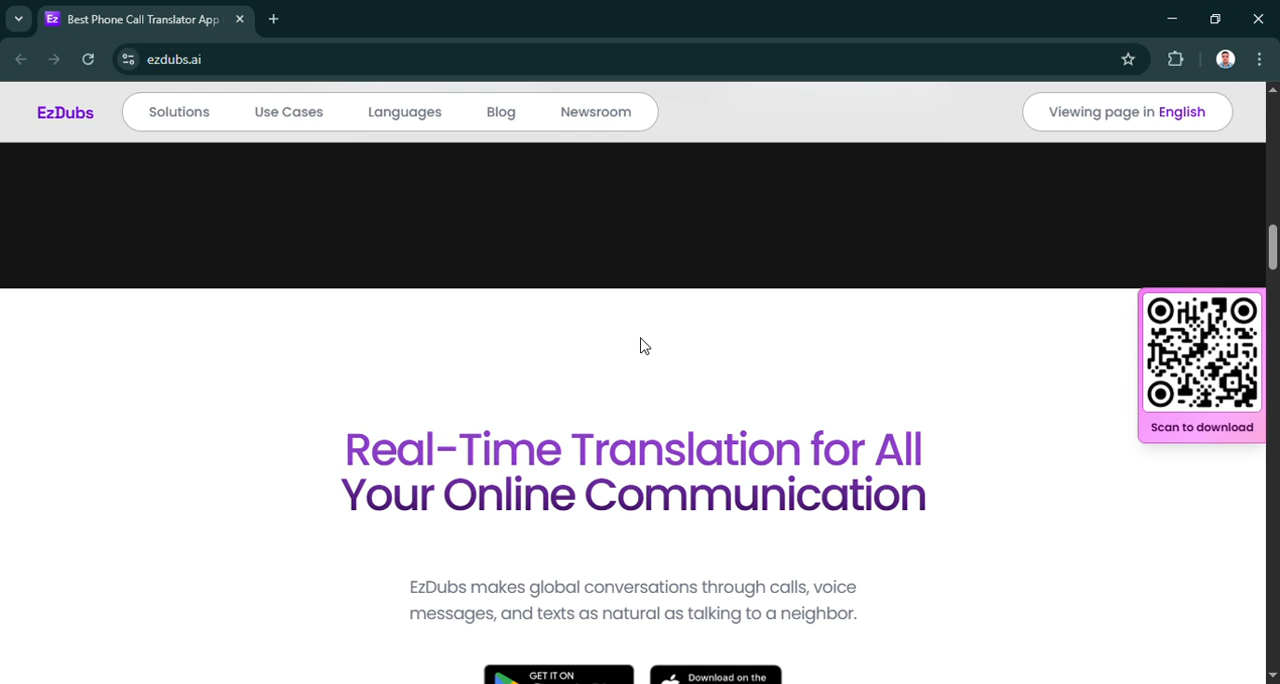 Ez Best Phone Call Translator App
ezdubs.ai
EzDubs
Solutions
Use Cases
Languages
Blog
Newsroom
Viewing page in English
Scan to download
Real-Time Translation for All
Your Online Communication
EzDubs makes global conversations through calls, voice
messages, and texts as natural as talking to a neighbor.
GET IT ON
Download on the